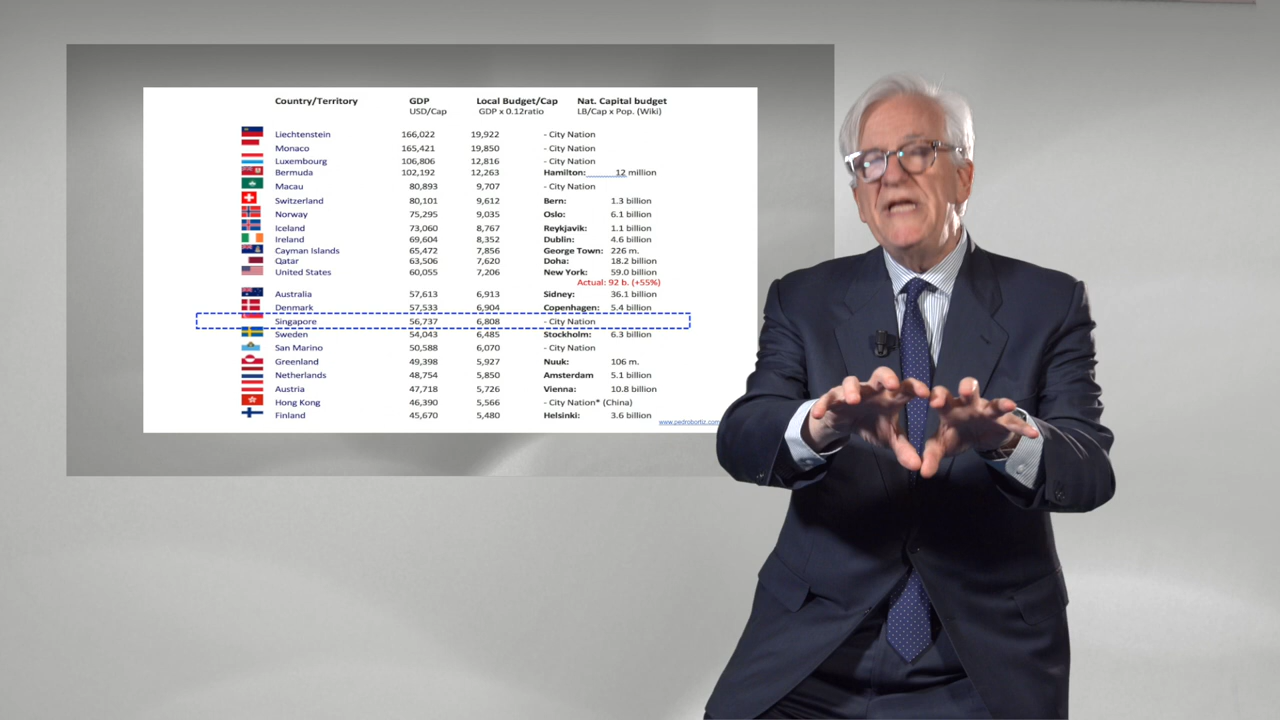 Country/Territory GDP Local Budget/Cap Nat. Capital budget
USD/Cap GDP x 0.12ratio LB/Cap x Pop. (Wiki)
Liechtenstein 166,022 19,922 - City Nation
Monaco 165,421 19,850 - City Nation
Luxembourg 106,806 12,816 - City Nation
Bermuda 102,192 12,263 Hamilton: 12 million
Macau 80,893 9,707 - City Nation
Switzerland 80,101 9,612 Bern: 1.3 billion
Norway 75,295 9,035 Oslo: 6.1 billion
Iceland 73,060 8,767 Reykjavik: 1.1 billion
Ireland 69,604 8,352 Dublin: 4.6 billion
Cayman Islands 65,472 7,856 George Town: 226 m.
Qatar 63,506 7,620 Doha: 18.2 billion
United States 60,055 7,206 New York: 59.0 billion
Actual: 92 b. (+55%)
Australia 57,613 6,913 Sidney: 36.1 billion
Denmark 57,533 6,904 Copenhagen: 5.4 billion
Singapore 56,737 6,808 - City Nation
Sweden 54,043 6,485 Stockholm: 6.3 billion
San Marino 50,588 6,070 - City Nation
Greenland 49,398 5,927 Nuuk: 106 m.
Netherlands 48,754 5,850 Amsterdam 5.1 billion
Austria 47,718 5,726 Vienna: 10.8 billion
Hong Kong 46,390 5,566 - City Nation* (China)
Finland 45,670 5,480 Helsinki: 3.6 billion
www.pedrobortiz.com